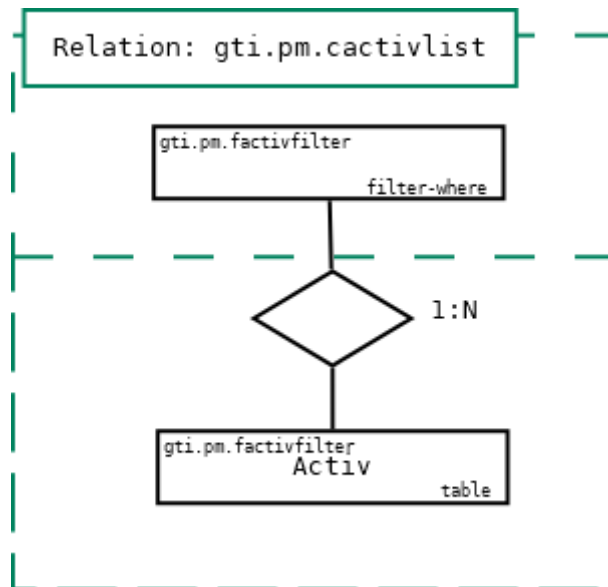 Relation: gti.pm.cactivlist
gti.pm.factivfilter
filter-where
1:N
gti.pm.factivfilter
Activ
table